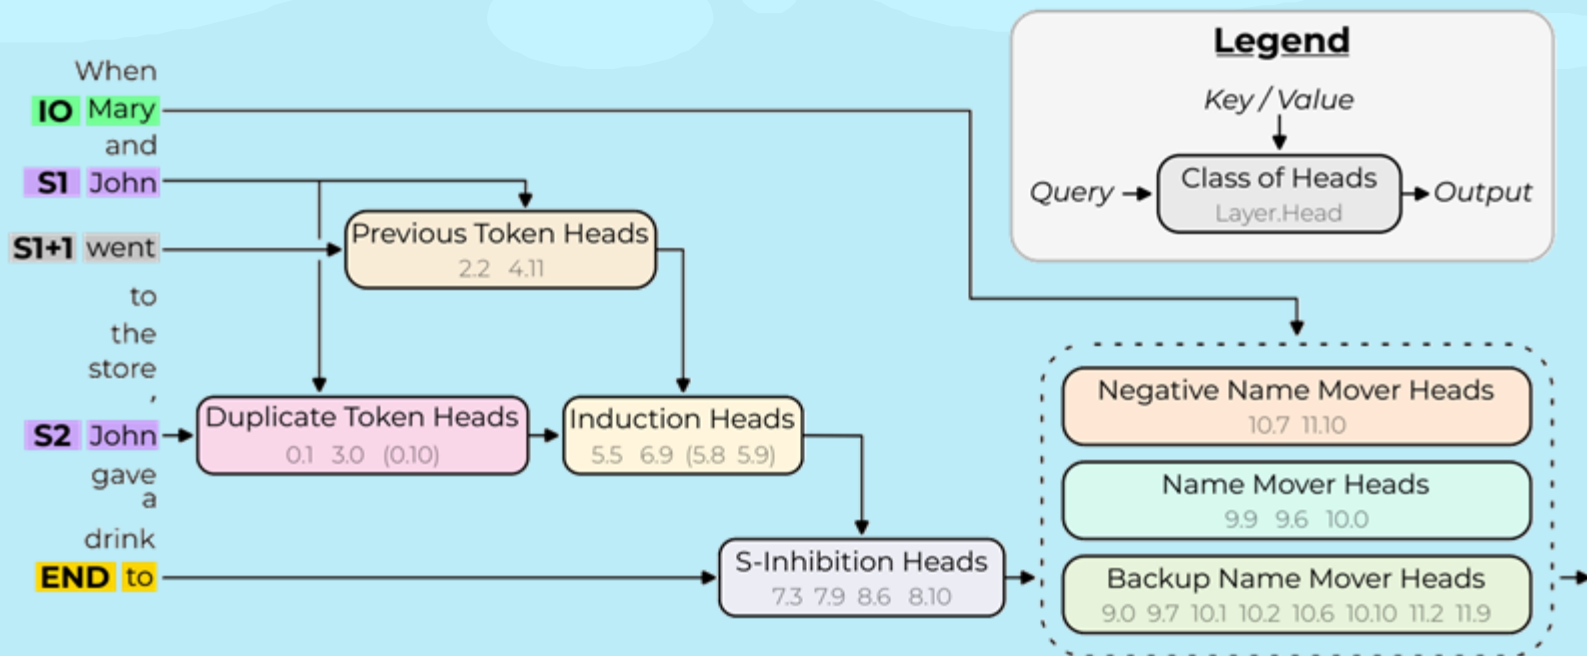 Legend
Key / Value
Query
Class of Heads
Layer.Head
Output
When
IO Mary
and
S1 John
S1+1 went
to
the
store
,
S2 John
gave
a
drink
END to
Previous Token Heads
2.2 4.11
Duplicate Token Heads
0.1 3.0 (0.10)
Induction Heads
5.5 6.9 (5.8 5.9)
S-Inhibition Heads
7.3 7.9 8.6 8.10
Negative Name Mover Heads
10.7 11.10
Name Mover Heads
9.9 9.6 10.0
Backup Name Mover Heads
9.0 9.7 10.1 10.2 10.6 10.10 11.2 11.9